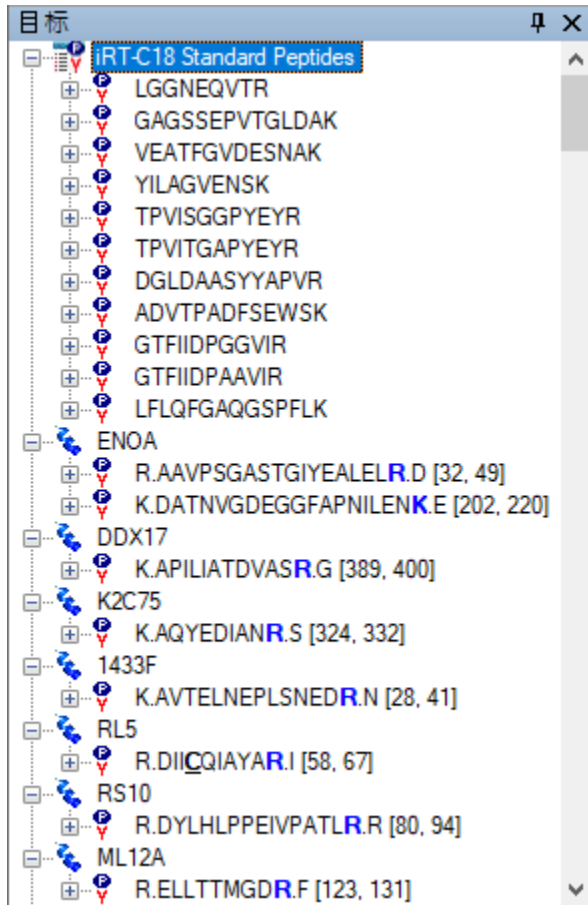 目标
iRT-C18 Standard Peptides
LGGNEQVTR
GAGSSEPVTGLDAK
VEATFGVDESNAK
YILAGVENSK
TPVISGGPYEYR
TPVITGAPYEYR
DGLDAASYYAPVR
ADVTPADFSEWSK
GTFIIDPGGVIR
GTFIIDPAAVIR
LFLQFGAQGSPFLK
ENOA
R.AAVPSGASTGIYEALELR.D [32, 49]
K.DATNVGDEGGFAPNILENK.E [202, 220]
DDX17
K.APILIATDVASR.G [389, 400]
K2C75
K.AQYEDIANR.S [324, 332]
1433F
K.AVTELNEPLSNEDR.N [28, 41]
RL5
R.DIICQIAYAR.I [58, 67]
RS10
R.DYLHLPPEIVPATLR.R [80, 94]
ML12A
R.ELLTTMGDR.F [123, 131]